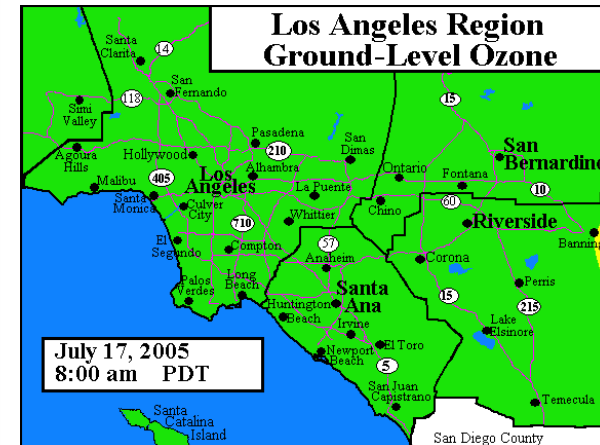 Los Angeles Region
Ground-Level Ozone
Santa
Clarita
14
San
Fernando
118
Simi
Valley
15
Pasadena
210
San
Dimas
San
Bernardino
Agoura
Hills
Hollywood
Alhambra
Ontario
Fontana
Malibu
405
Los
Angeles
La Puente
10
Santa
Monica
Culver
City
Whittier
Chino
60
Riverside
710
El
Segundo
Compton
57
Anaheim
Banning
Corona
Palos
Verdes
Long
Beach
Santa
Ana
Perris
15
215
Huntington
Beach
Irvine
Lake
Elsinore
El Toro
Newport
Beach
5
July 17, 2005
8:00 am PDT
San Juan
Capistrano
Temecula
Santa
Catalina
Island
San Diego County